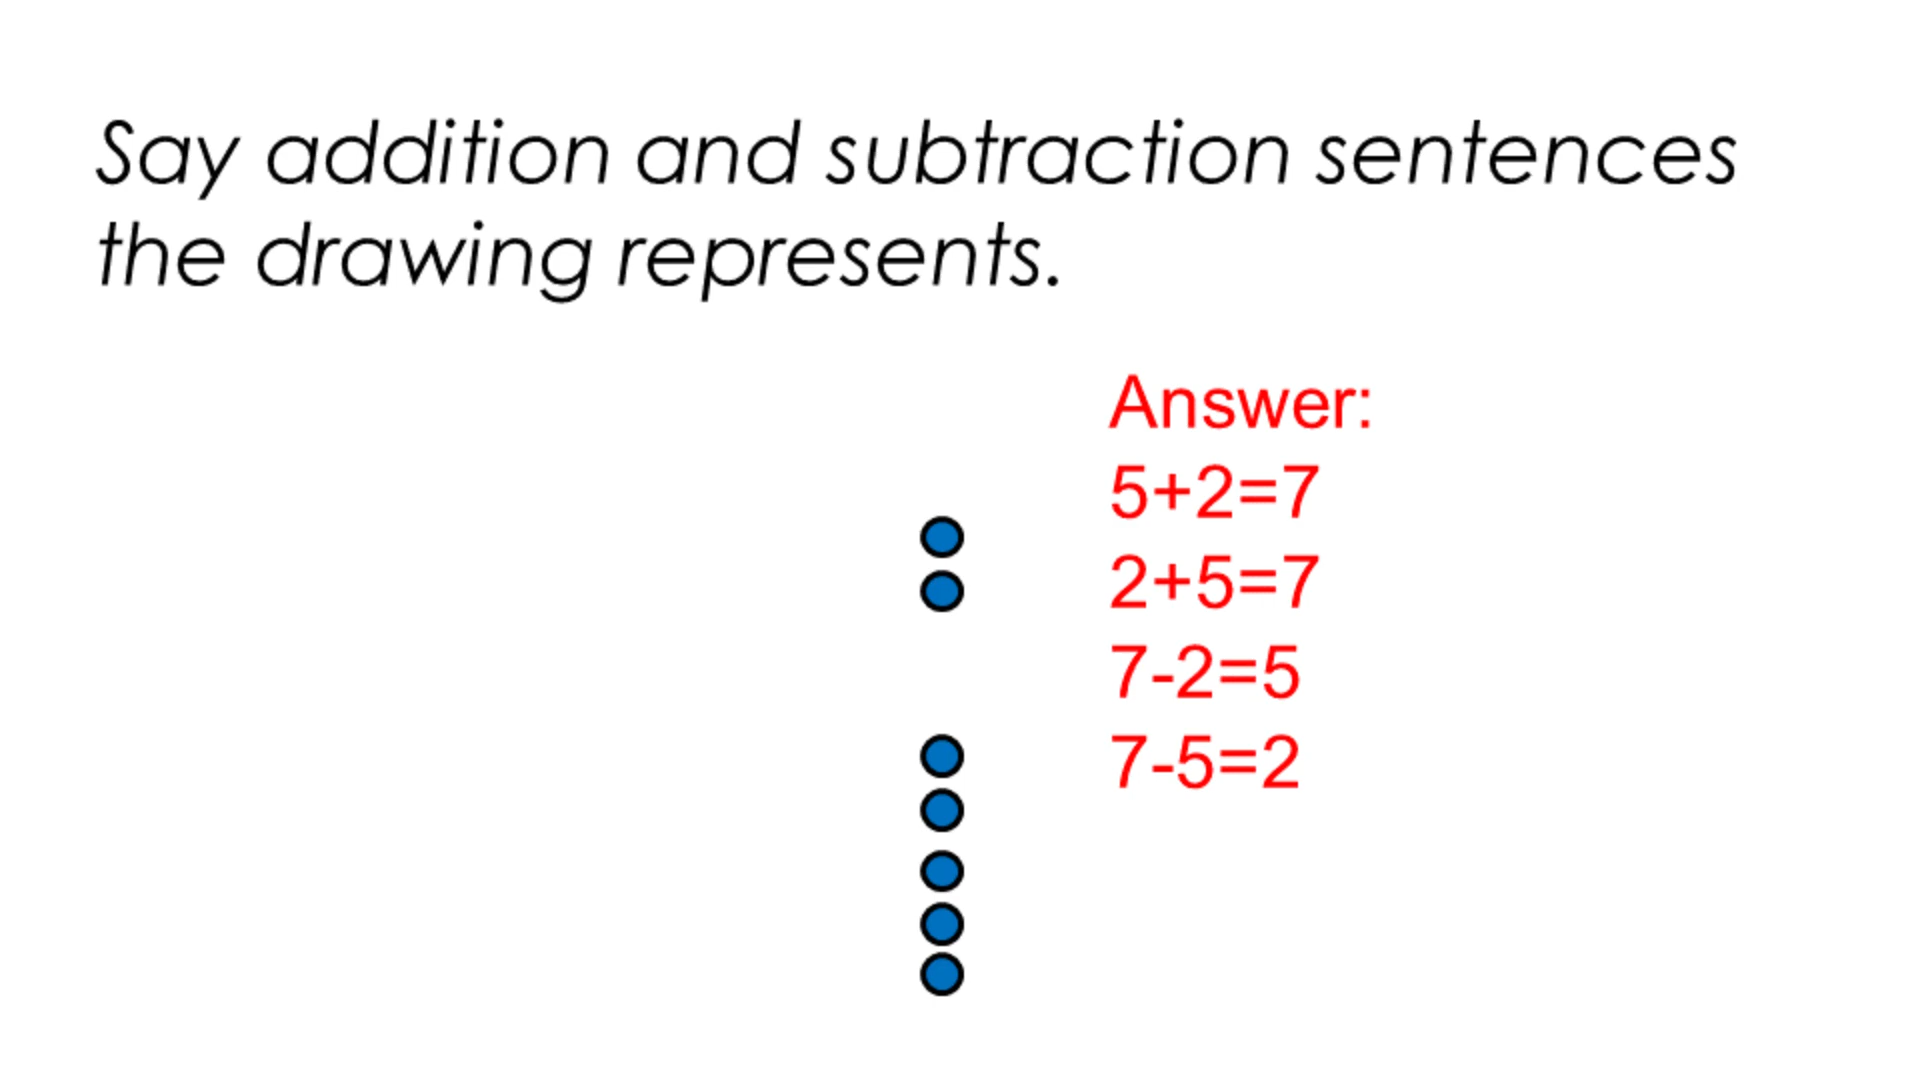 Say addition and subtraction sentences
the drawing represents.
Answer:
5+2=7
2+5=7
7-2=5
7-5=2